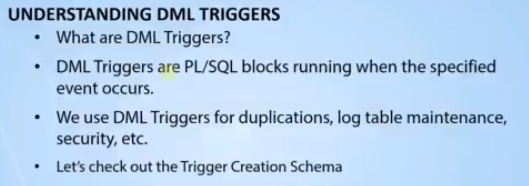 UNDERSTANDING DML TRIGGERS
• What are DML Triggers?
• DML Triggers are PL/SQL blocks running when the specified
event occurs.
• We use DML Triggers for duplications, log table maintenance,
security, etc.
• Let's check out the Trigger Creation Schema